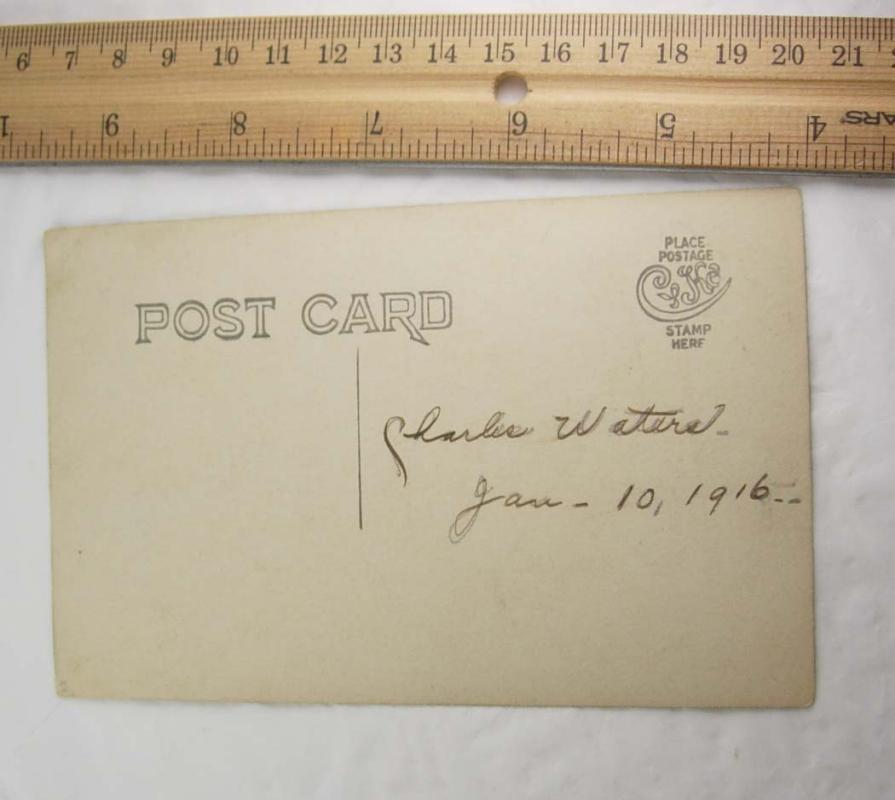 6 7 8 9 10 11 12 13 14 15 16 17 18 19 20 21
9 8 7 6 5 4
POST CARD
PLACE
POSTAGE
CYKO
STAMP
HERE
Charles Waters
Jan - 10, 1916--